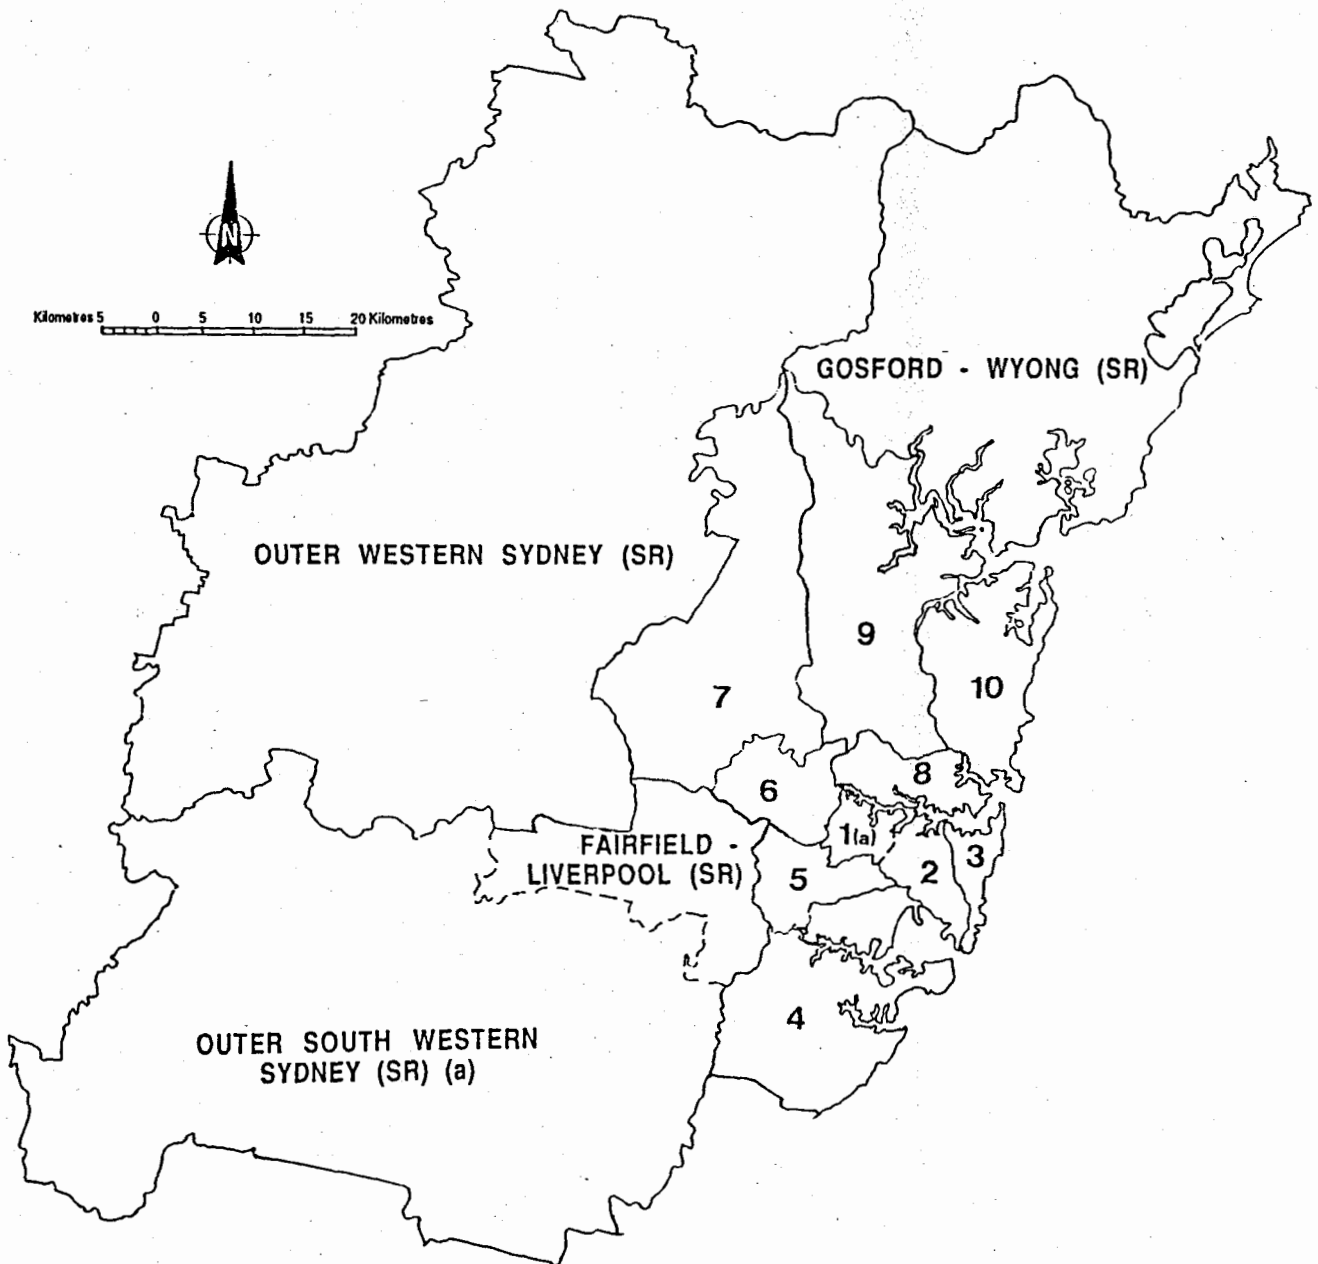 N
Kilometres 5 0 5 10 15 20 Kilometres
GOSFORD - WYONG (SR)
OUTER WESTERN SYDNEY (SR)
9
10
7
8
6
1(a)
3
FAIRFIELD -
LIVERPOOL (SR)
2
5
4
OUTER SOUTH WESTERN
SYDNEY (SR) (a)